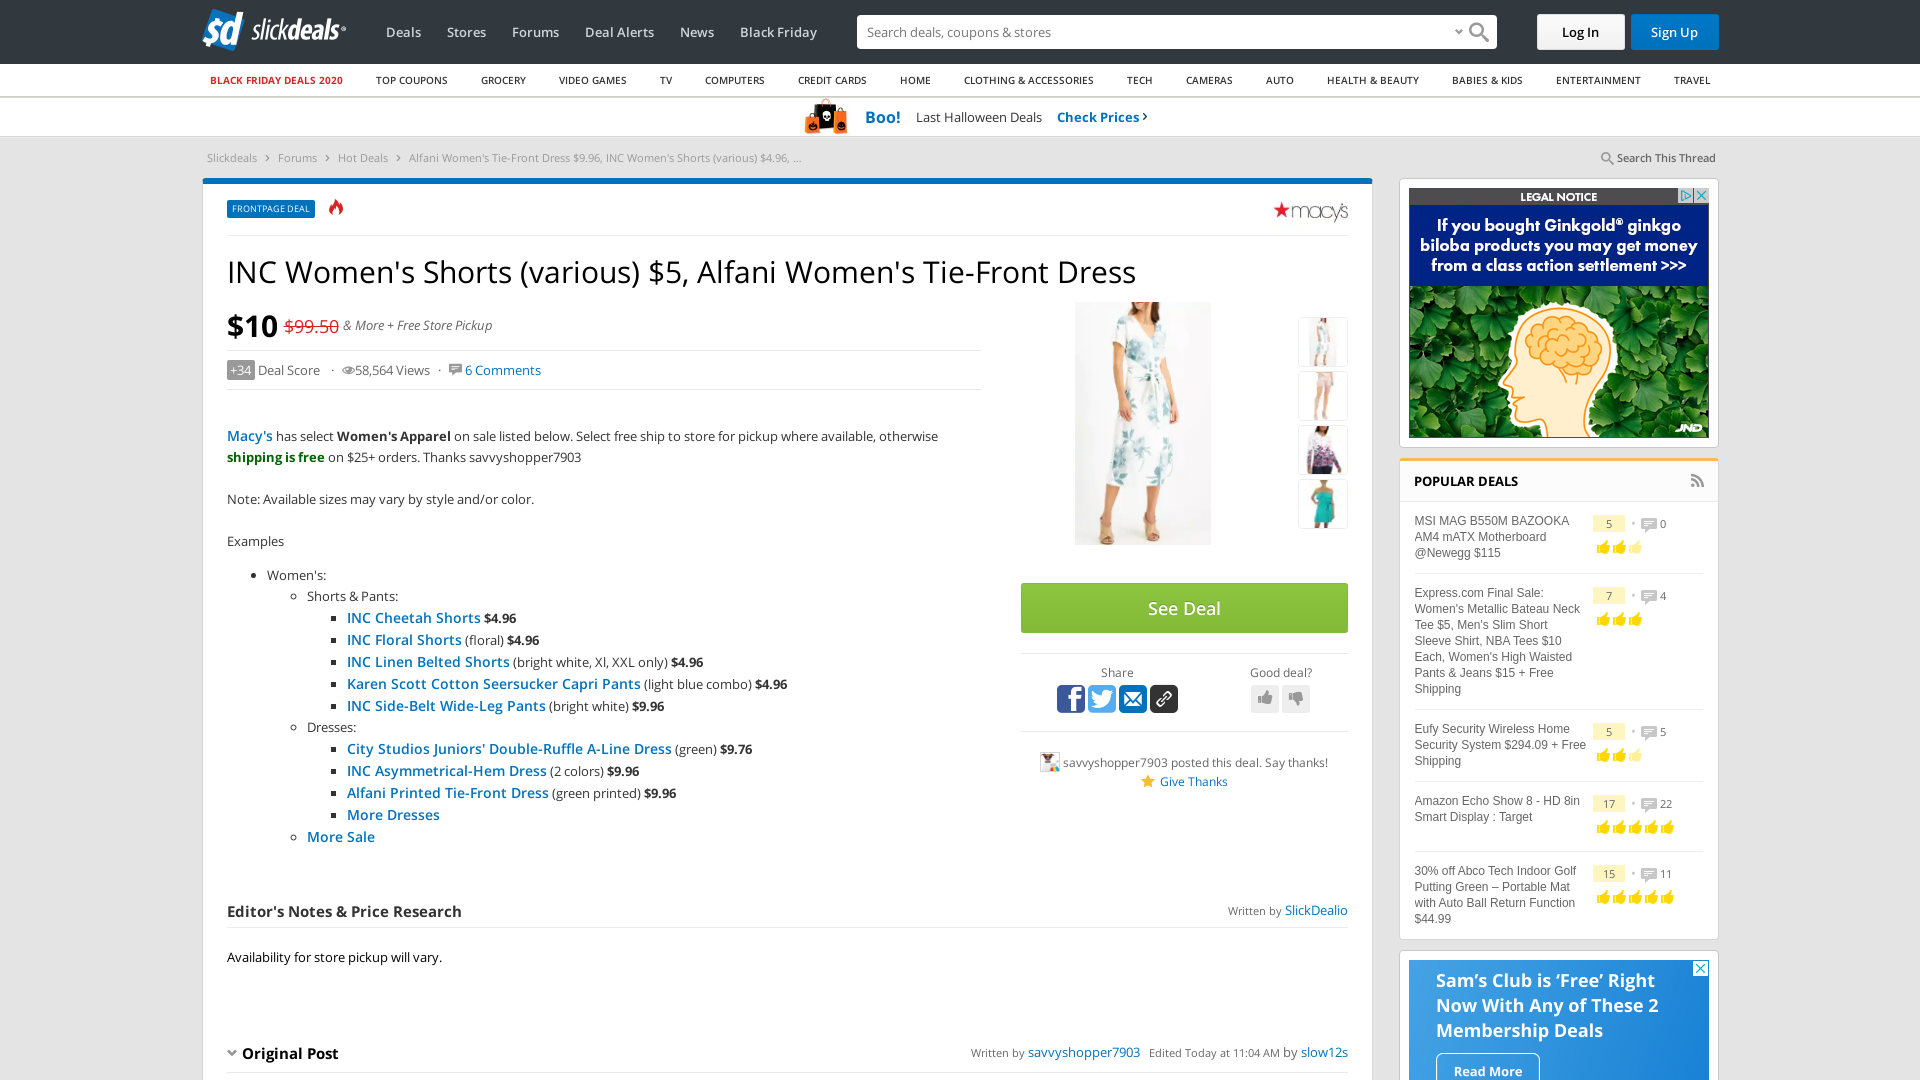 slickdeals
Deals
Stores
Forums
Deal Alerts
News
Black Friday
Search deals, coupons & shops
Log In
Sign Up
BLACK FRIDAY DEALS 2020
TOP COUPONS
GROCERY
VIDEO GAMES
TV
COMPUTERS
CREDIT CARDS
HOME
CLOTHING & ACCESSORIES
TECH
CAMERAS
AUTO
HEALTH & BEAUTY
BABIES & KIDS
ENTERTAINMENT
TRAVEL
Boo! Last Halloween Deals Check Prices ›
Slickdeals › Forums › Hot Deals › Alfani Women's Tie-Front Dress $9.96, INC Women's Shorts (various) $4.96, ...
Search This Thread
FRONTPAGE DEAL
macy's
INC Women's Shorts (various) $5, Alfani Women's Tie-Front Dress
$10 $99.50 & More + Free Store Pickup
+34 Deal Score · 58,564 Views · 6 Comments
Macy's has select Women's Apparel on sale listed below. Select free ship to store for pickup where available, otherwise
shipping is free on $25+ orders. Thanks savvyshopper7903
Note: Available sizes may vary by style and/or color.
Examples
Women's:
Shorts & Pants:
INC Cheetah Shorts $4.96
INC Floral Shorts (floral) $4.96
INC Linen Belted Shorts (bright white, Xl, XXL only) $4.96
Karen Scott Cotton Seersucker Capri Pants (light blue combo) $4.96
INC Side-Belt Wide-Leg Pants (bright white) $9.96
Dresses:
City Studios Juniors' Double-Ruffle A-Line Dress (green) $9.76
INC Asymmetrical-Hem Dress (2 colors) $9.96
Alfani Printed Tie-Front Dress (green printed) $9.96
More Dresses
More Sale
See Deal
Share
Good deal?
savvyshopper7903 posted this deal. Say thanks!
Give Thanks
Editor's Notes & Price Research
Written by SlickDealio
Availability for store pickup will vary.
Original Post
Written by savvyshopper7903 Edited Today at 11:04 AM by slow12s
LEGAL NOTICE
If you bought Ginkgold® ginkgo
biloba products you may get money
from a class action settlement >>>
JND
POPULAR DEALS
MSI MAG B550M BAZOOKA
AM4 mATX Motherboard
@Newegg $115
5 • 0
Express.com Final Sale:
Women's Metallic Bateau Neck
Tee $5, Men's Slim Short
Sleeve Shirt, NBA Tees $10
Each, Women's High Waisted
Pants & Jeans $15 + Free
Shipping
7 • 4
Eufy Security Wireless Home
Security System $294.09 + Free
Shipping
5 • 5
Amazon Echo Show 8 - HD 8in
Smart Display : Target
17 • 22
30% off Abco Tech Indoor Golf
Putting Green – Portable Mat
with Auto Ball Return Function
$44.99
15 • 11
Sam's Club is ‘Free’ Right
Now With Any of These 2
Membership Deals
Read More